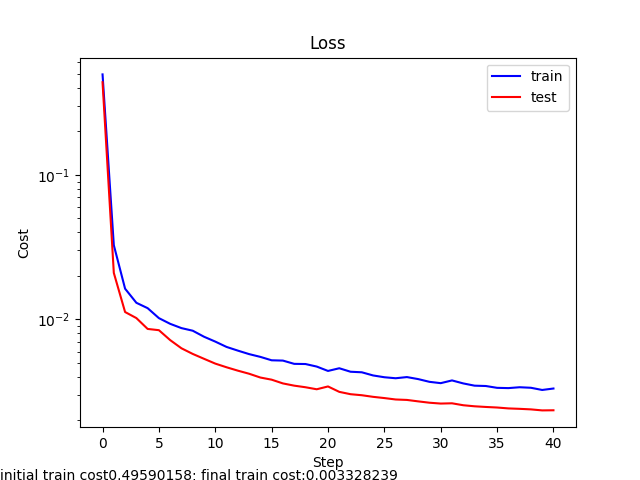 Loss
train
test
10⁻¹
10⁻²
Cost
0 5 10 15 20 25 30 35 40
Step
initial train cost0.49590158: final train cost:0.003328239